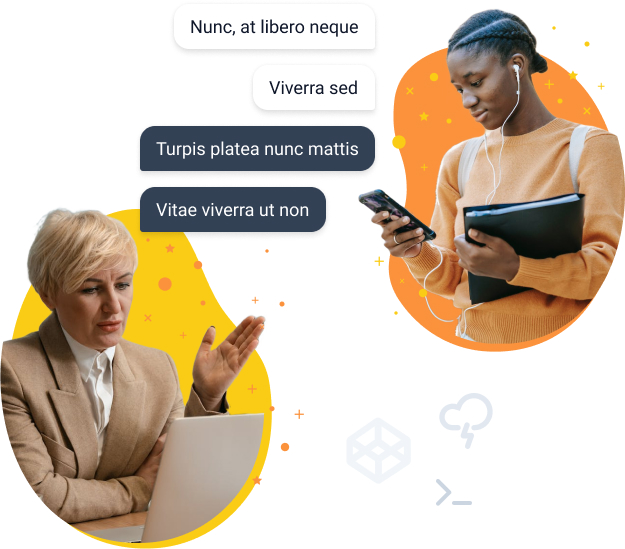 Nunc, at libero neque
Viverra sed
Turpis platea nunc mattis
Vitae viverra ut non